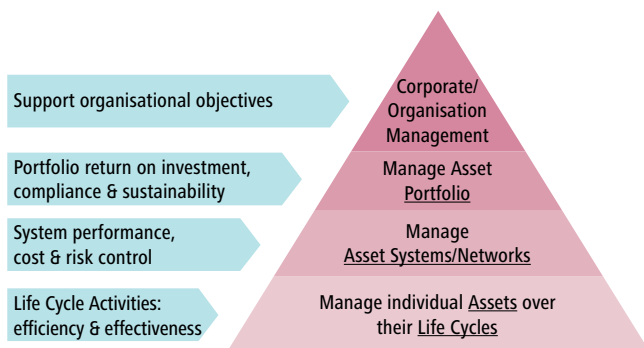 Support organisational objectives
Corporate/
Organisation
Management
Portfolio return on investment,
compliance & sustainability
Manage Asset
Portfolio
System performance,
cost & risk control
Manage
Asset Systems/Networks
Life Cycle Activities:
efficiency & effectiveness
Manage individual Assets over
their Life Cycles